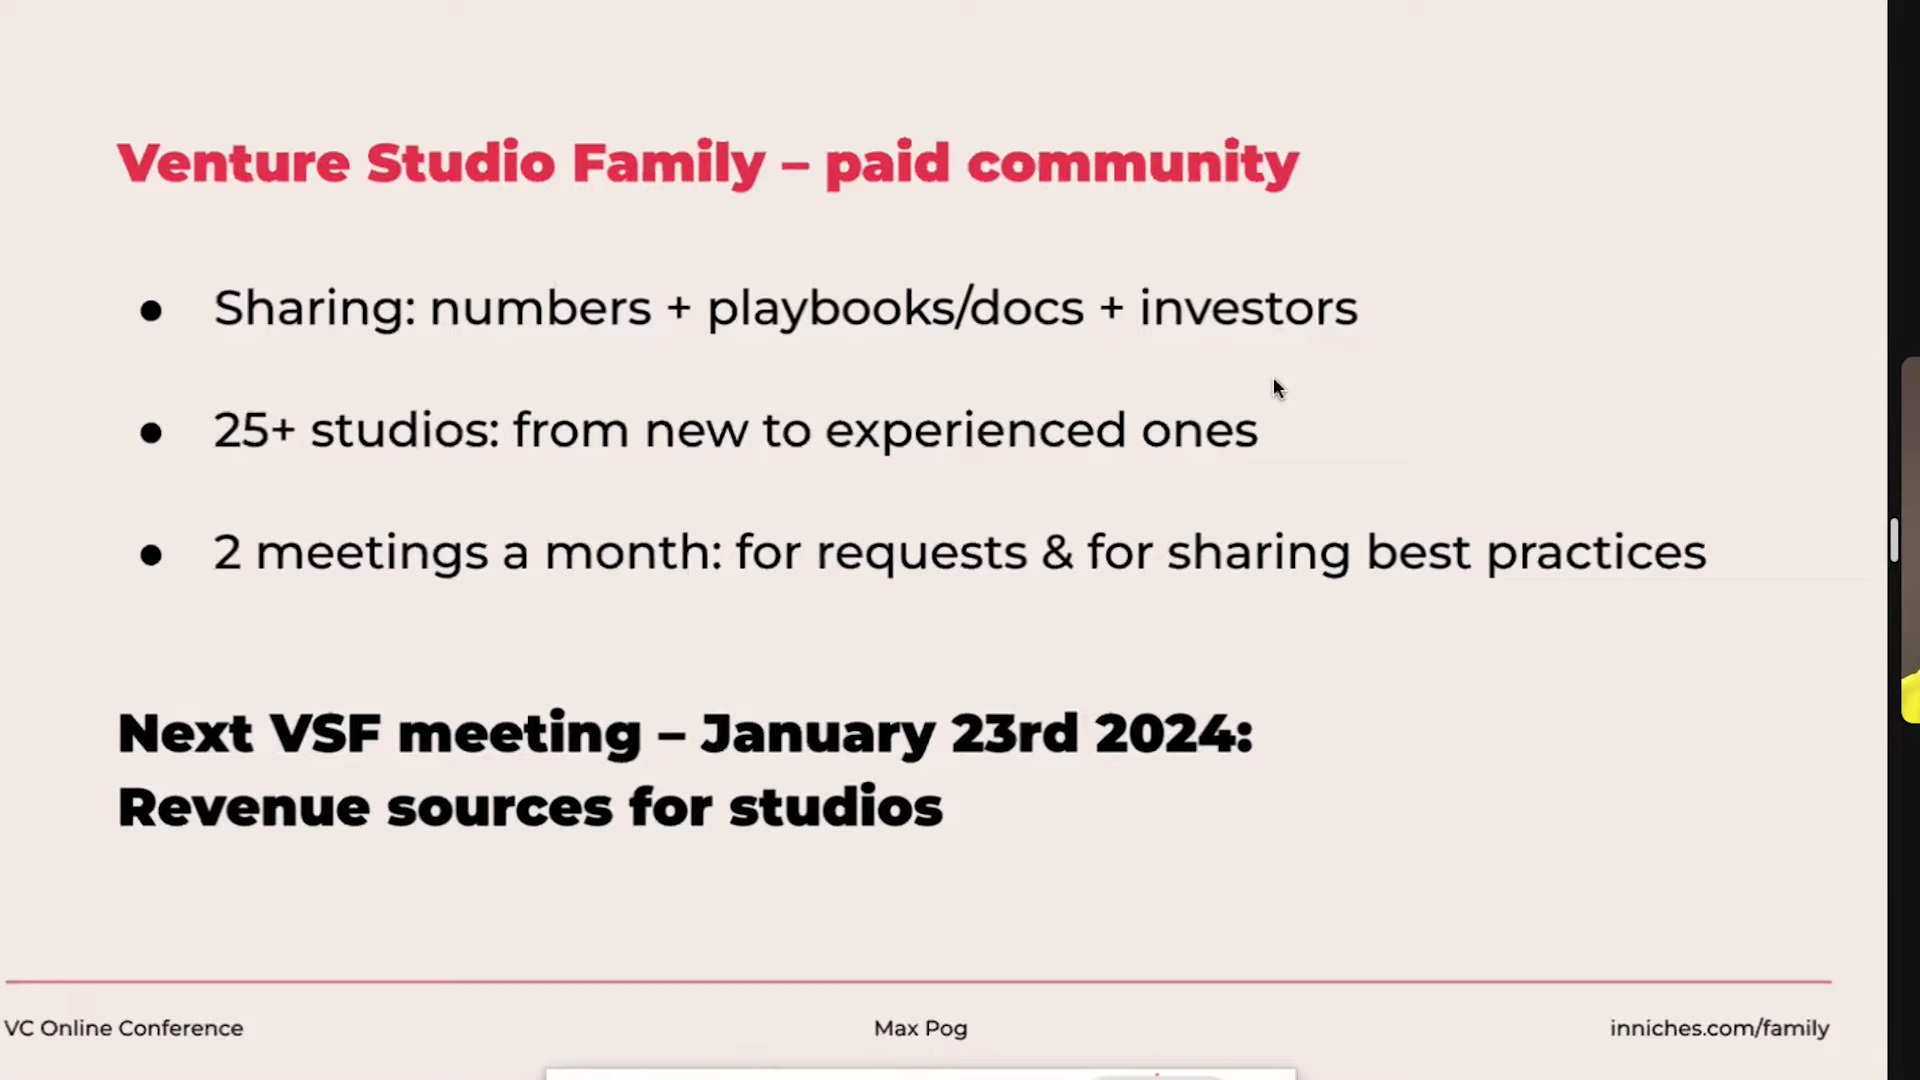 Venture Studio Family – paid community
● Sharing: numbers + playbooks/docs + investors
● 25+ studios: from new to experienced ones
● 2 meetings a month: for requests & for sharing best practices
Next VSF meeting – January 23rd 2024:
Revenue sources for studios
VC Online Conference
Max Pog
inniches.com/family